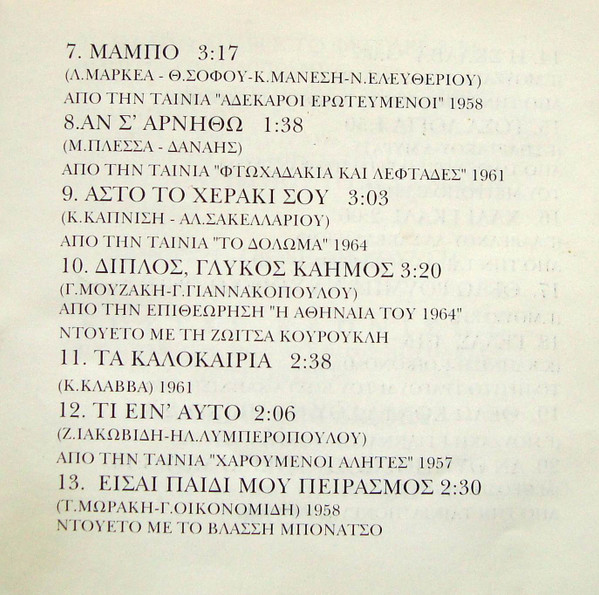 7. ΜΑΜΠΟ 3:17
(Λ.ΜΑΡΚΕΑ - Θ.ΣΟΦΟΥ-Κ.ΜΑΝΕΣΗ-Ν.ΕΛΕΥΘΕΡΙΟΥ)
ΑΠΟ ΤΗΝ ΤΑΙΝΙΑ "ΑΔΕΚΑΡΟΙ ΕΡΩΤΕΥΜΕΝΟΙ" 1958
8.ΑΝ Σ' ΑΡΝΗΘΩ 1:38
(Μ.ΠΛΕΣΣΑ - ΔΑΝΑΗΣ)
ΑΠΟ ΤΗΝ ΤΑΙΝΙΑ "ΦΤΩΧΑΔΑΚΙΑ ΚΑΙ ΛΕΦΤΑΔΕΣ" 1961
9. ΑΣΤΟ ΤΟ ΧΕΡΑΚΙ ΣΟΥ 3:03
(Κ.ΚΑΠΝΙΣΗ - ΑΛ.ΣΑΚΕΛΛΑΡΙΟΥ)
ΑΠΟ ΤΗΝ ΤΑΙΝΙΑ "ΤΟ ΔΟΛΩΜΑ" 1964
10. ΔΙΠΛΟΣ, ΓΛΥΚΟΣ ΚΑΗΜΟΣ 3:20
(Γ.ΜΟΥΖΑΚΗ-Γ.ΓΙΑΝΝΑΚΟΠΟΥΛΟΥ)
ΑΠΟ ΤΗΝ ΕΠΙΘΕΩΡΗΣΗ "Η ΑΘΗΝΑΙΑ ΤΟΥ 1964"
ΝΤΟΥΕΤΟ ΜΕ ΤΗ ΖΩΙΤΣΑ ΚΟΥΡΟΥΚΛΗ
11. ΤΑ ΚΑΛΟΚΑΙΡΙΑ 2:38
(Κ.ΚΛΑΒΒΑ) 1961
12. ΤΙ ΕΙΝ' ΑΥΤΟ 2:06
(Ζ.ΙΑΚΩΒΙΔΗ-ΗΛ.ΛΥΜΠΕΡΟΠΟΥΛΟΥ)
ΑΠΟ ΤΗΝ ΤΑΙΝΙΑ "ΧΑΡΟΥΜΕΝΟΙ ΑΛΗΤΕΣ" 1957
13. ΕΙΣΑΙ ΠΑΙΔΙ ΜΟΥ ΠΕΙΡΑΣΜΟΣ 2:30
(Τ.ΜΩΡΑΚΗ-Γ.ΟΙΚΟΝΟΜΙΔΗ) 1958
ΝΤΟΥΕΤΟ ΜΕ ΤΟ ΒΛΑΣΣΗ ΜΠΟΝΑΤΣΟ